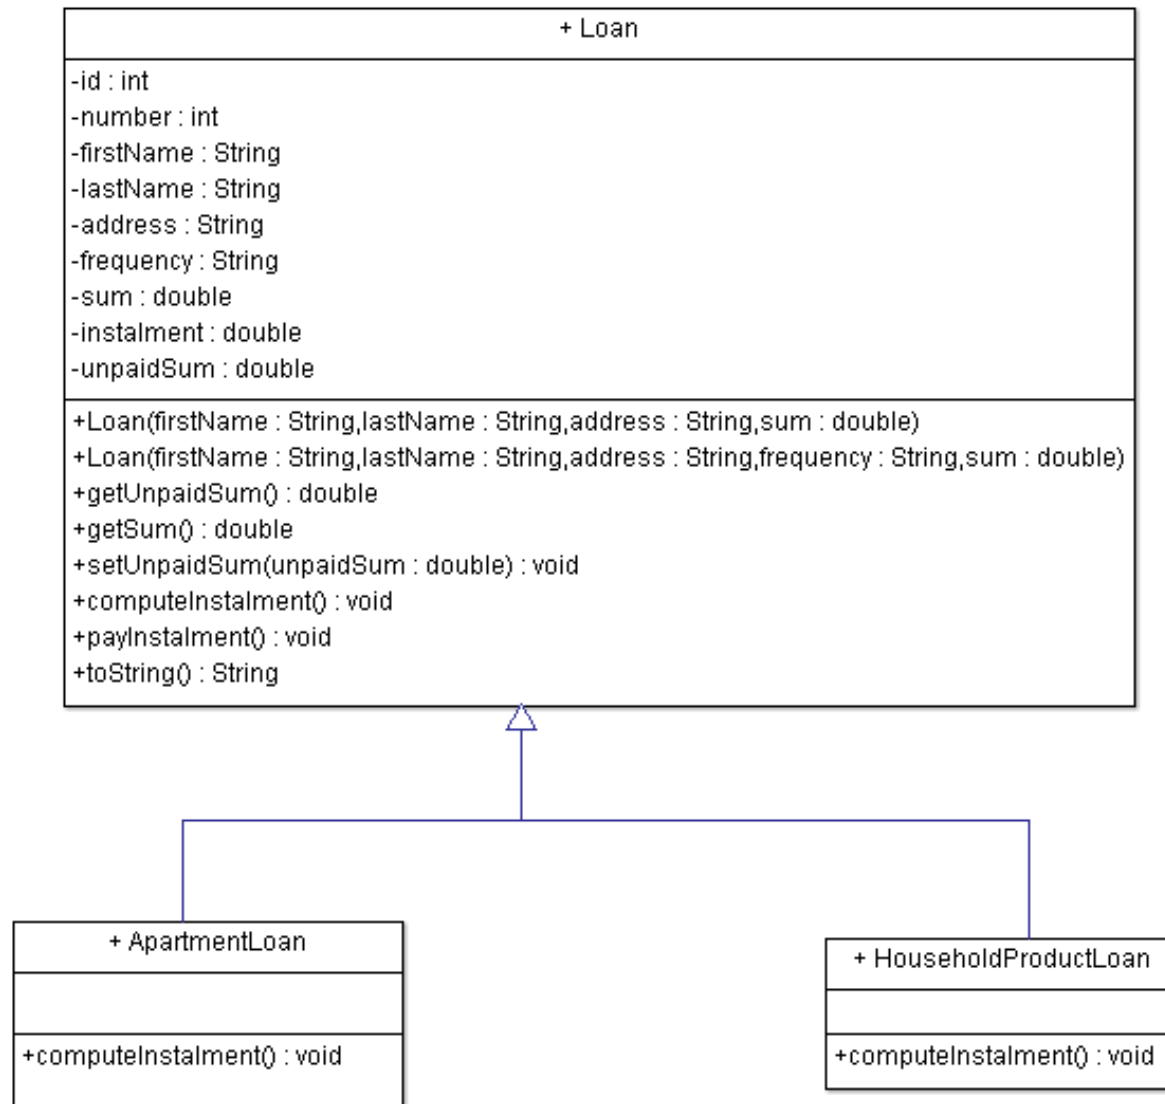 + Loan
-id : int
-number : int
-firstName : String
-lastName : String
-address : String
-frequency : String
-sum : double
-instalment : double
-unpaidSum : double
+Loan(firstName : String,lastName : String,address : String,sum : double)
+Loan(firstName : String,lastName : String,address : String,frequency : String,sum : double)
+getUnpaidSum() : double
+getSum() : double
+setUnpaidSum(unpaidSum : double) : void
+computeInstalment() : void
+payInstalment() : void
+toString() : String
+ ApartmentLoan
+computeInstalment() : void
+ HouseholdProductLoan
+computeInstalment() : void